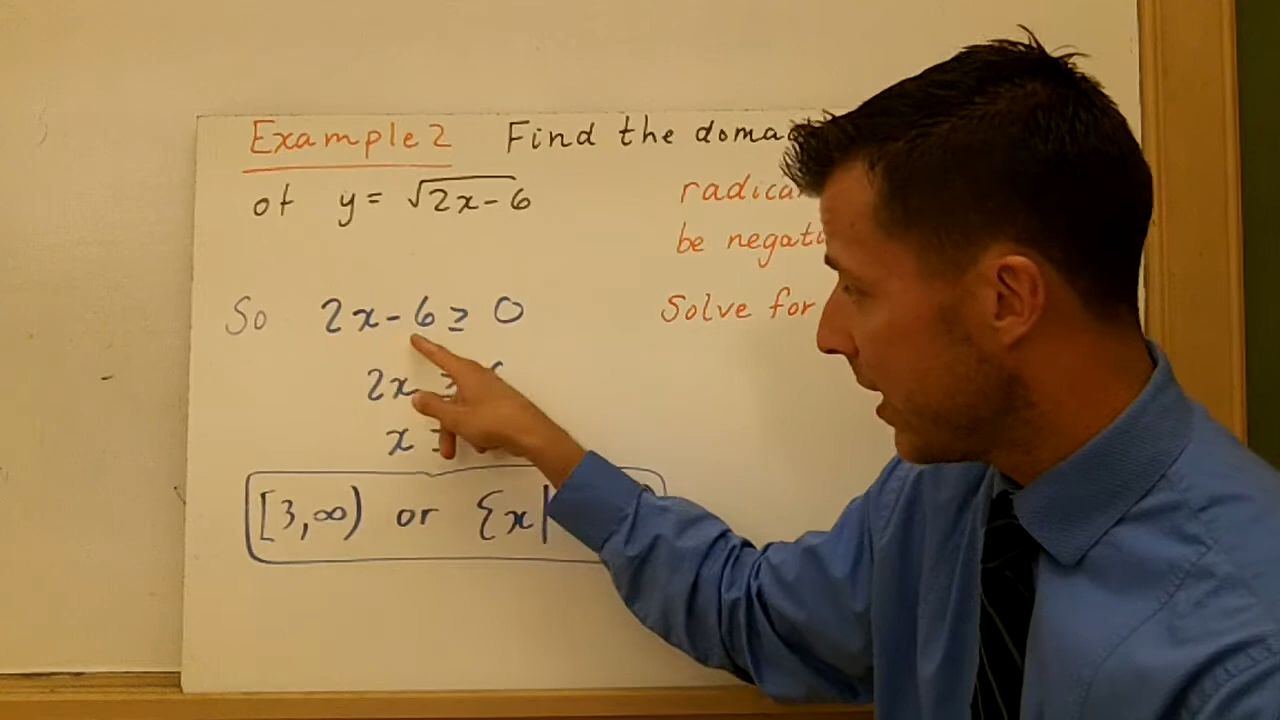 Example 2 Find the doma
of y = √2x-6
radica
be negati
So 2x-6 ≥ 0
Solve for
2x ≥
x
[3,∞) or {x|